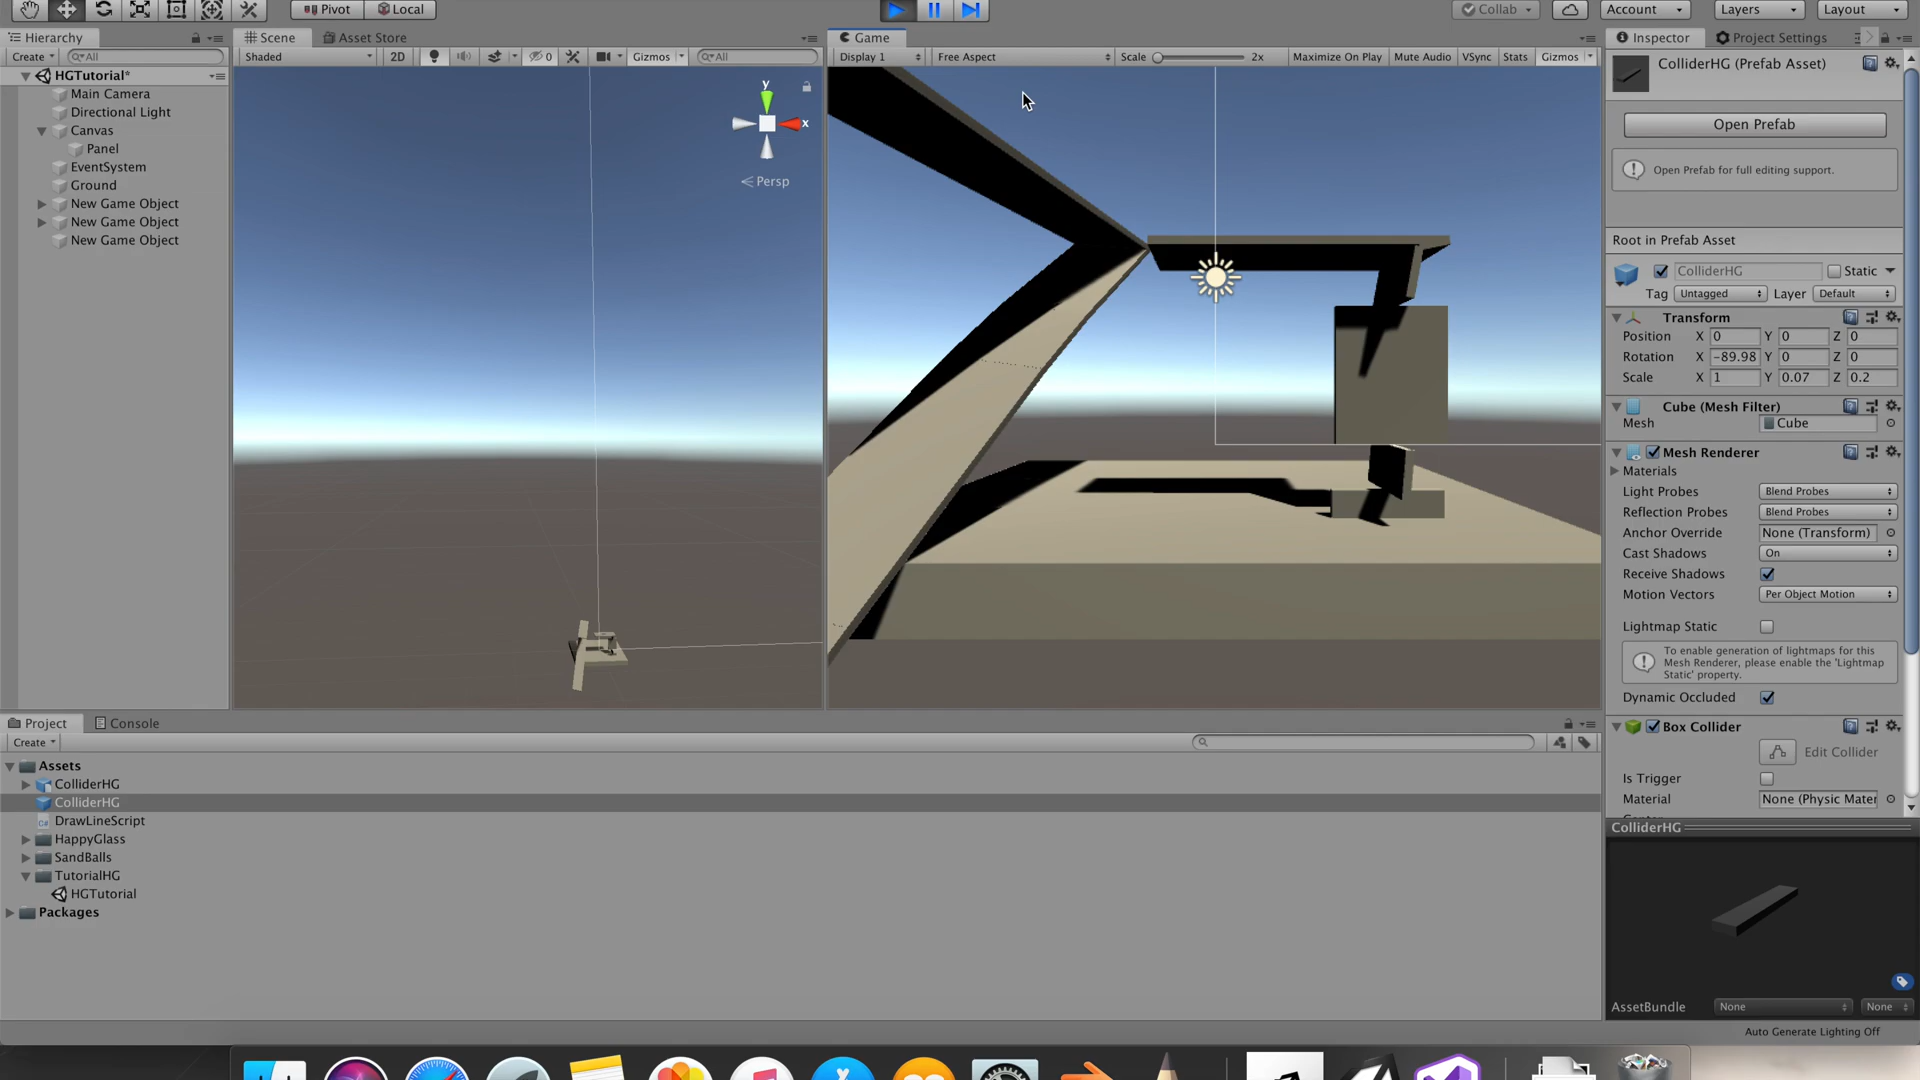 Pivot Local Collab Account Layers Layout
Hierarchy Scene Asset Store Game Inspector Project Settings
Create All Shaded 2D 0 Gizmos All Display 1 Free Aspect Scale 2x Maximize On Play Mute Audio VSync Stats Gizmos
HGTutorial*
Main Camera
Directional Light
Canvas
Panel
EventSystem
Ground
New Game Object
New Game Object
New Game Object
y
x
Persp
ColliderHG (Prefab Asset)
Open Prefab
Open Prefab for full editing support.
Root in Prefab Asset
ColliderHG Static
Tag Untagged Layer Default
Transform
Position X 0 Y 0 Z 0
Rotation X -89.98 Y 0 Z 0
Scale X 1 Y 0.07 Z 0.2
Cube (Mesh Filter)
Mesh Cube
Mesh Renderer
Materials
Light Probes Blend Probes
Reflection Probes Blend Probes
Anchor Override None (Transform)
Cast Shadows On
Receive Shadows
Motion Vectors Per Object Motion
Lightmap Static
To enable generation of lightmaps for this
Mesh Renderer, please enable the 'Lightmap
Static' property.
Dynamic Occluded
Box Collider
Edit Collider
Is Trigger
Material None (Physic Mater
Project Console
Create
Assets
ColliderHG
ColliderHG
DrawLineScript
HappyGlass
SandBalls
TutorialHG
HGTutorial
Packages
ColliderHG
AssetBundle None None
Auto Generate Lighting Off